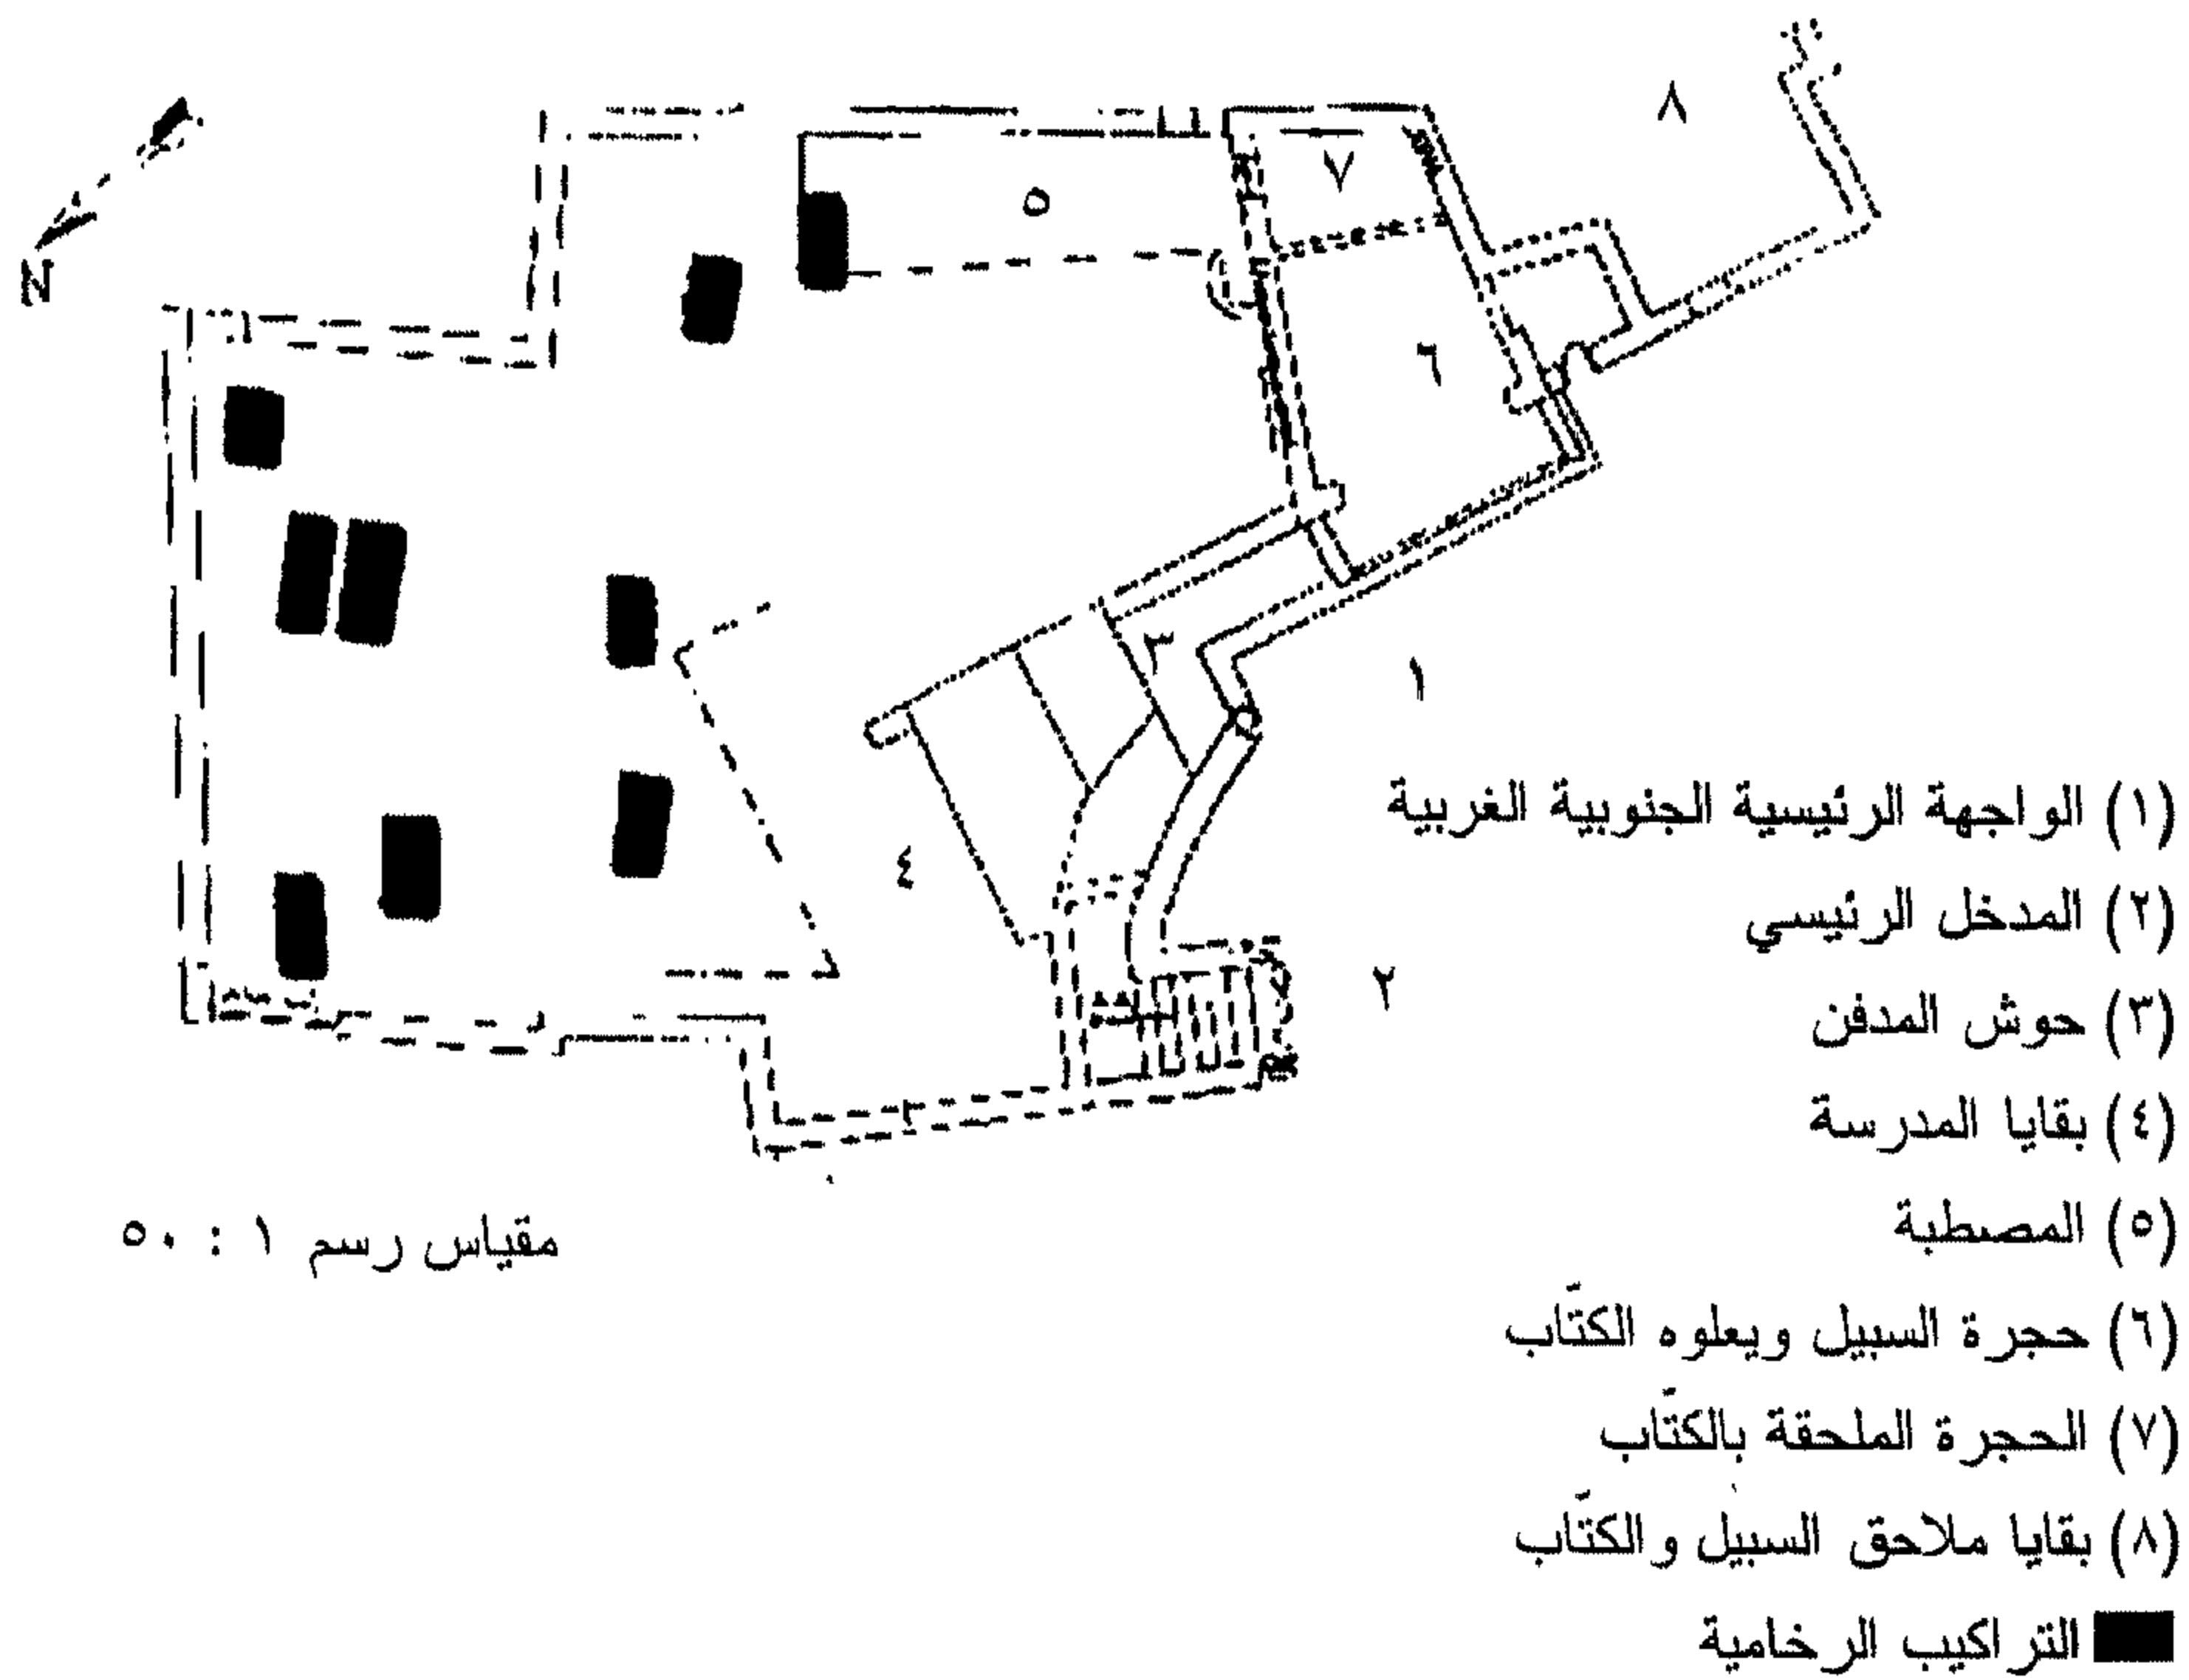 ٨
٧
٥
N
٦
٣
١
٤
٢
(١) الواجهة الرئيسية الجنوبية الغربية
(٢) المدخل الرئيسي
(٣) حوش المدفن
(٤) بقايا المدرسة
(٥) المصطبة
(٦) حجرة السبيل ويعلوه الكتّاب
(٧) الحجرة الملحقة بالكتّاب
(٨) بقايا ملاحق السبيل والكتّاب
التراكيب الرخامية
مقياس رسم ١ : ٥٠